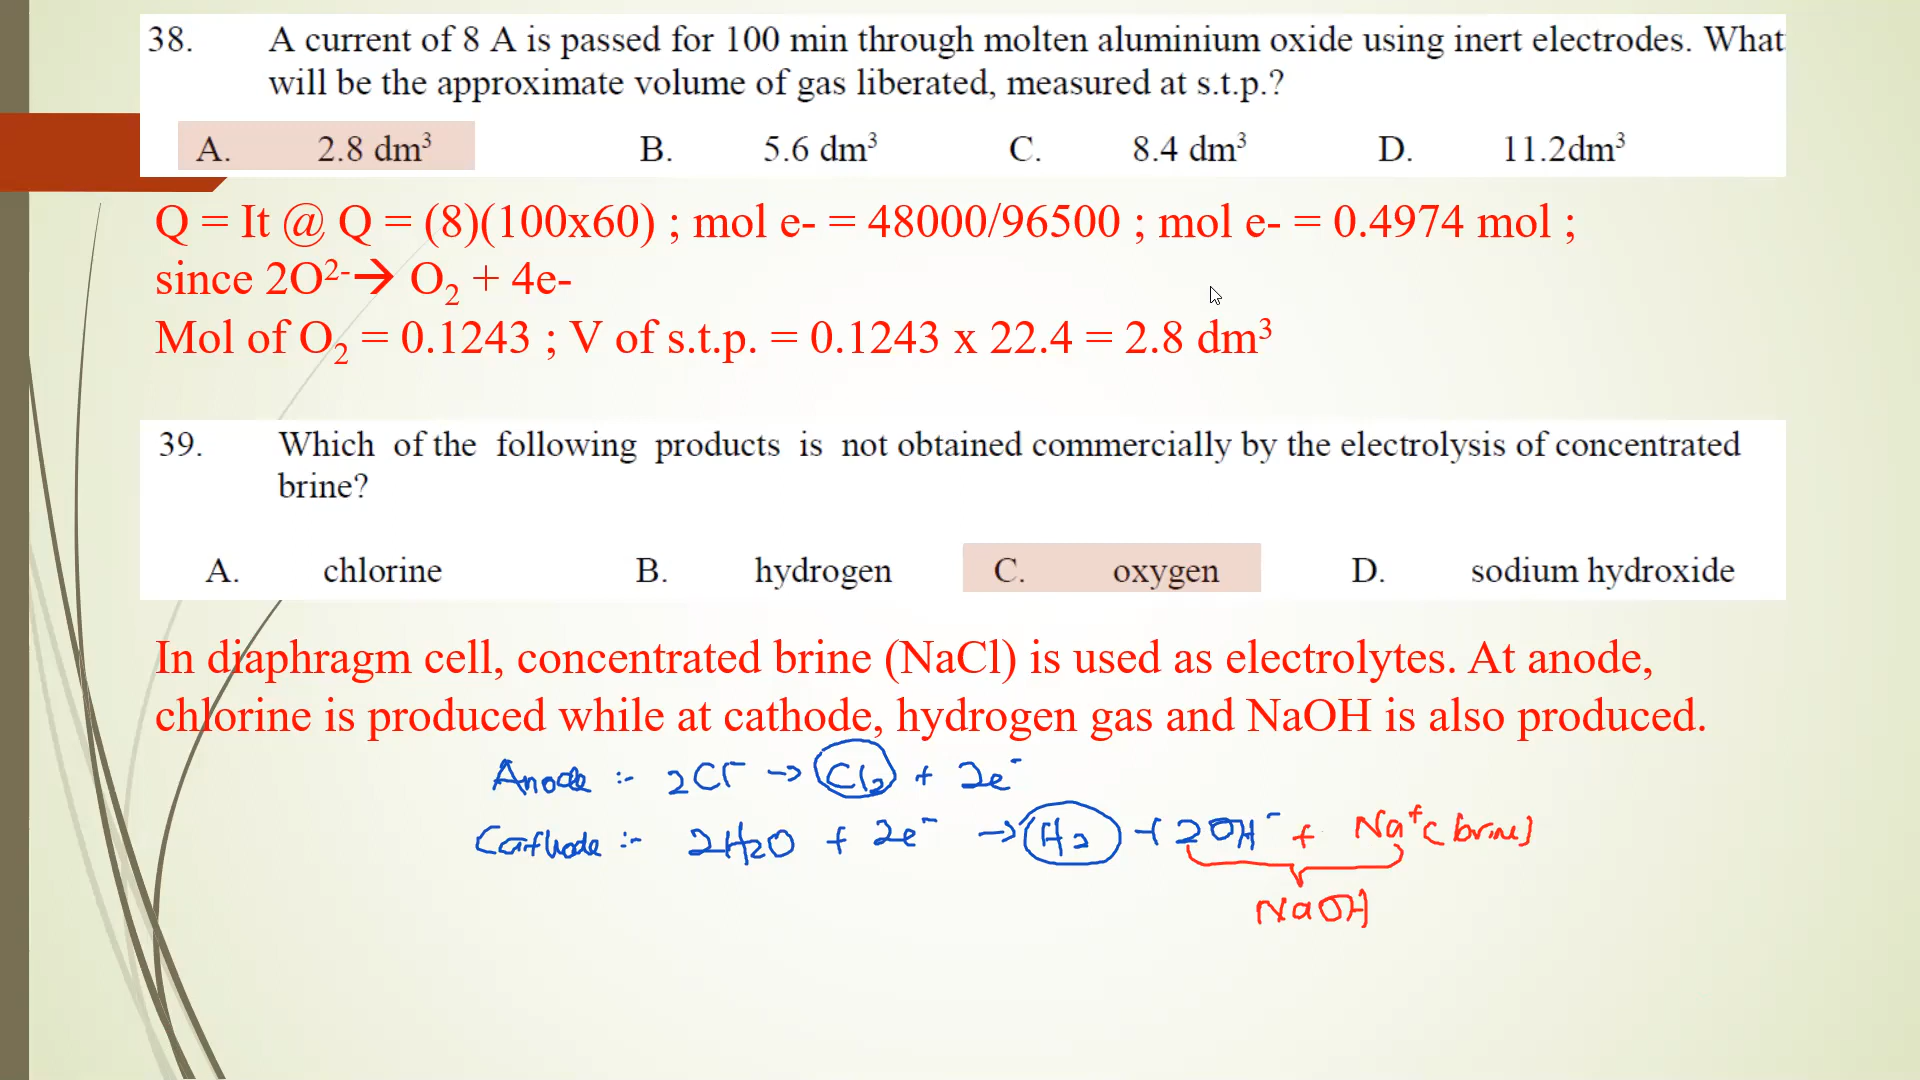 38. A current of 8 A is passed for 100 min through molten aluminium oxide using inert electrodes. What
will be the approximate volume of gas liberated, measured at s.t.p.?
A. 2.8 dm³ B. 5.6 dm³ C. 8.4 dm³ D. 11.2dm³
Q = It @ Q = (8)(100x60) ; mol e- = 48000/96500 ; mol e- = 0.4974 mol ;
since 2O²⁻→ O₂ + 4e-
Mol of O₂ = 0.1243 ; V of s.t.p. = 0.1243 x 22.4 = 2.8 dm³
39. Which of the following products is not obtained commercially by the electrolysis of concentrated
brine?
A. chlorine B. hydrogen C. oxygen D. sodium hydroxide
In diaphragm cell, concentrated brine (NaCl) is used as electrolytes. At anode,
chlorine is produced while at cathode, hydrogen gas and NaOH is also produced.
Anode :- 2Cl⁻ → Cl₂ + 2e⁻
Cathode :- 2H₂O + 2e⁻ → H₂ + 2OH⁻ + Na⁺ (brine)
NaOH